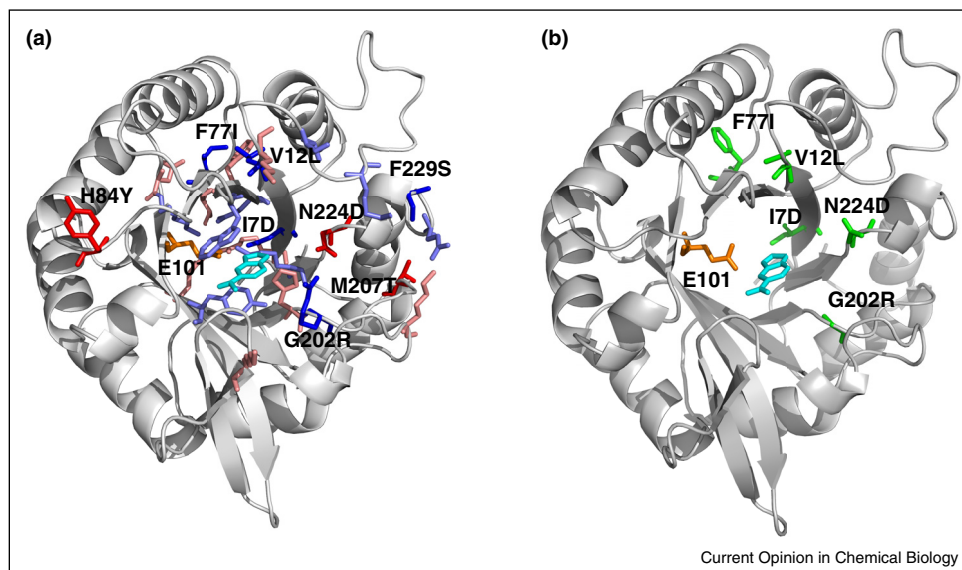 (a)
F77I
V12L
F229S
H84Y
N224D
I7D
E101
M207T
G202R
(b)
F77I
V12L
I7D
N224D
E101
G202R
Current Opinion in Chemical Biology